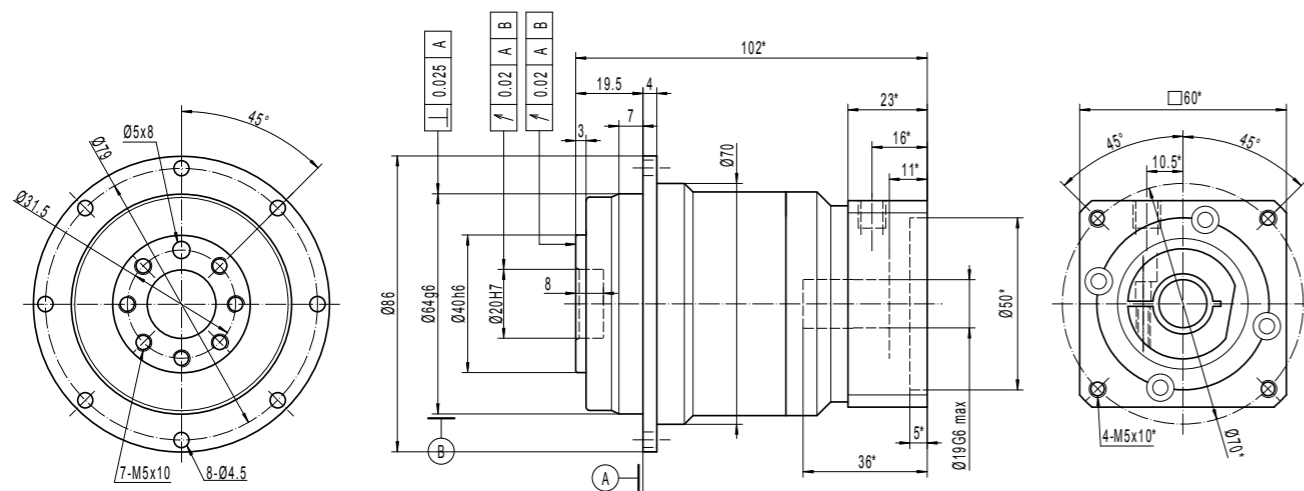 45°
Ø5x8
Ø79
Ø31.5
7-M5x10
8-Ø4.5
⊥ 0.025 A
↗ 0.02 A B
↗ 0.02 A B
102*
19.5
4
7
3
23*
16*
11*
Ø70
Ø86
Ø64g6
Ø40h6
Ø20H7
8
Ø50*
Ø19G6 max
5*
36*
B
A
□60*
45°
45°
10.5*
4-M5x10*
Ø70*